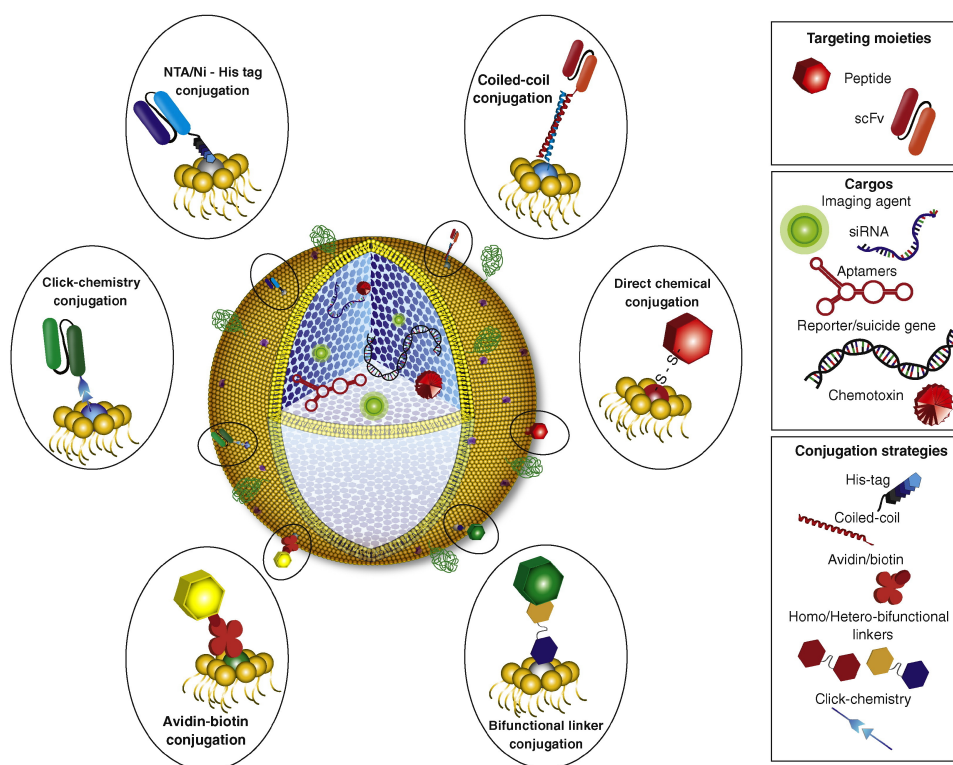 NTA/Ni - His tag
conjugation
Coiled-coil
conjugation
Click-chemistry
conjugation
Direct chemical
conjugation
S - S -
Avidin-biotin
conjugation
Bifunctional linker
conjugation
Targeting moieties
Peptide
scFv
Cargos
Imaging agent
siRNA
Aptamers
Reporter/suicide gene
Chemotoxin
Conjugation strategies
His-tag
Coiled-coil
Avidin/biotin
Homo/Hetero-bifunctional
linkers
Click-chemistry